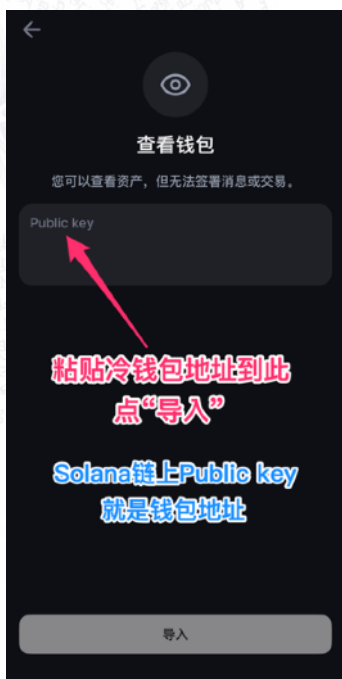 查看钱包
您可以查看资产，但无法签署消息或交易。
Public key
粘贴冷钱包地址到此
点“导入”
Solana链上Public key
就是钱包地址
导入